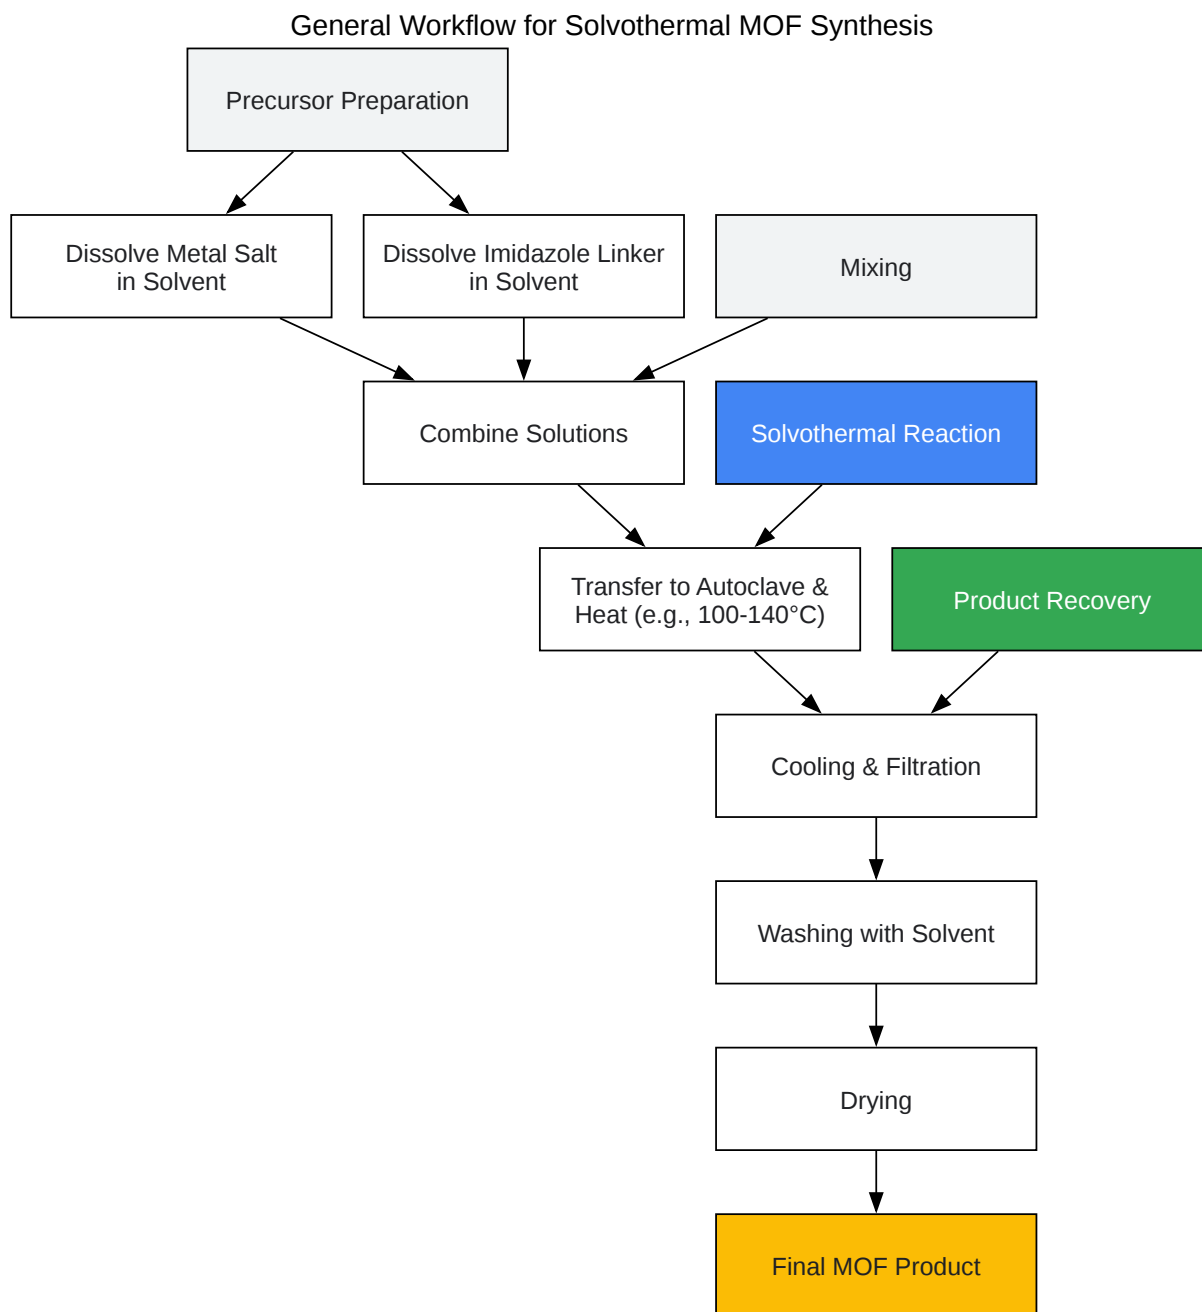 General Workflow for Solvothermal MOF Synthesis
Precursor Preparation
Dissolve Metal Salt
in Solvent
Dissolve Imidazole Linker
in Solvent
Mixing
Combine Solutions
Solvothermal Reaction
Transfer to Autoclave &
Heat (e.g., 100-140°C)
Product Recovery
Cooling & Filtration
Washing with Solvent
Drying
Final MOF Product